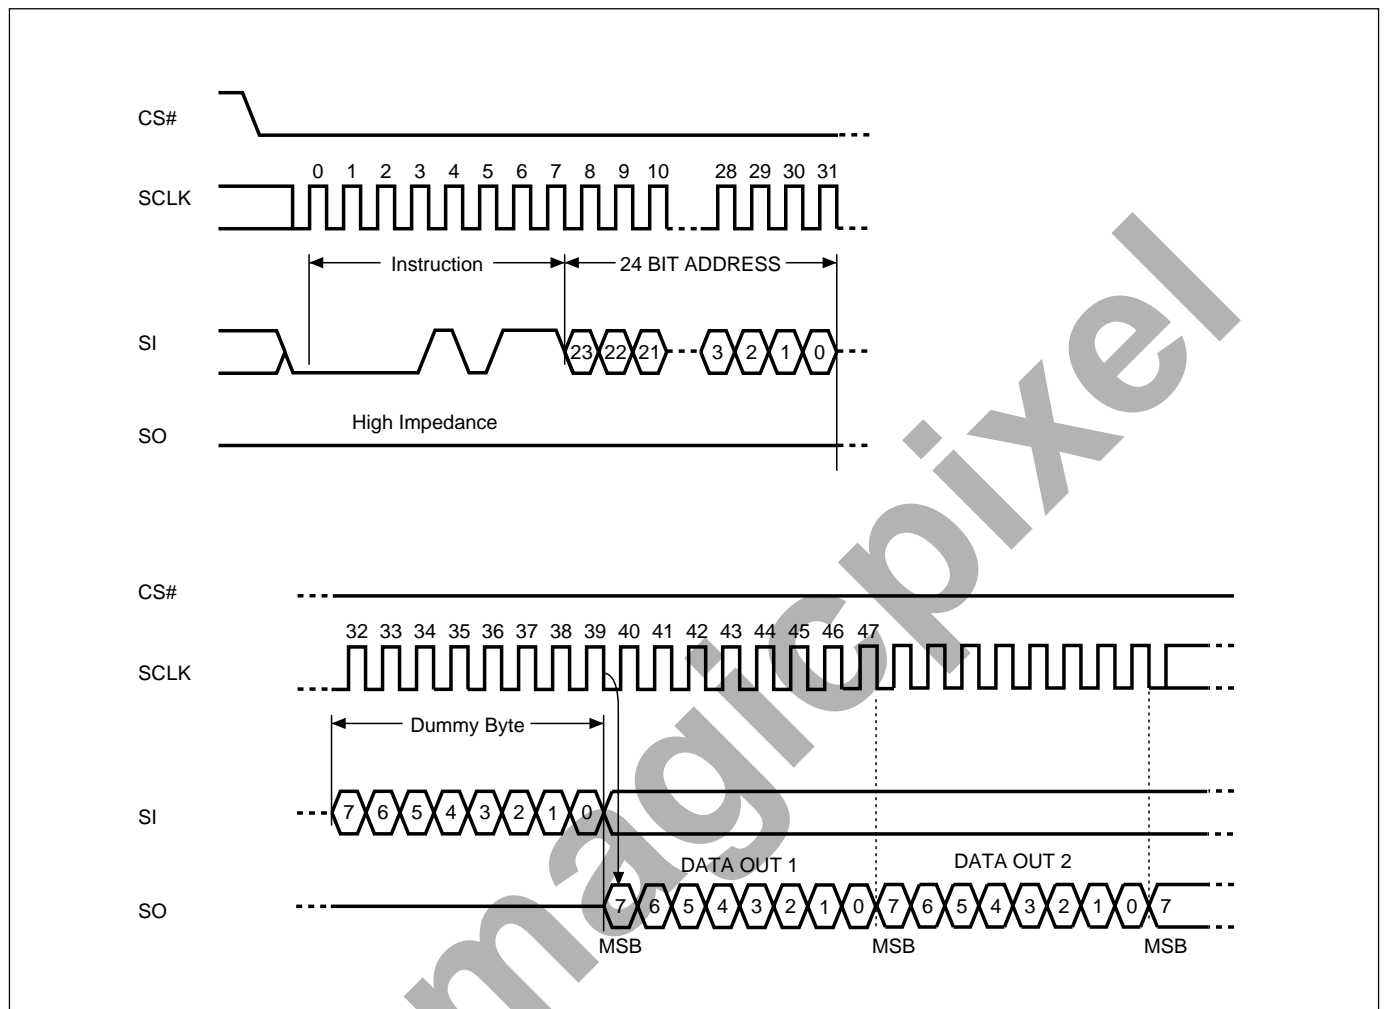 CS#
0 1 2 3 4 5 6 7 8 9 10 28 29 30 31
SCLK
Instruction 24 BIT ADDRESS
SI
23 22 21 3 2 1 0
High Impedance
SO
CS#
32 33 34 35 36 37 38 39 40 41 42 43 44 45 46 47
SCLK
Dummy Byte
SI
7 6 5 4 3 2 1 0
DATA OUT 1 DATA OUT 2
SO
7 6 5 4 3 2 1 0 7 6 5 4 3 2 1 0 7
MSB MSB MSB
magicpixel